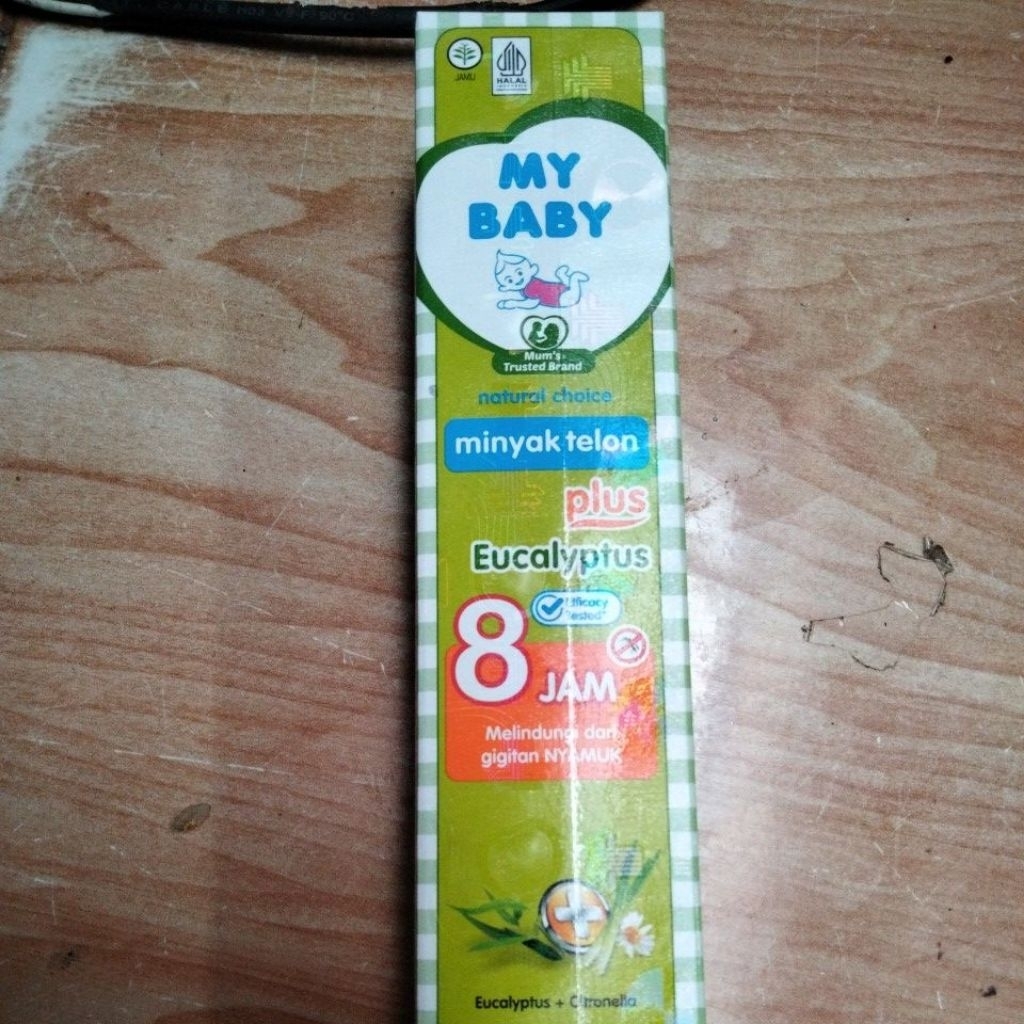 JAMU
HALAL
INDONESIA
MY
BABY
Mum's
Trusted Brand
natural choice
minyak telon
plus
Eucalyptus
Efficacy
Tested*
8
JAM
Melindungi dari
gigitan NYAMUK
Eucalyptus + Citronella